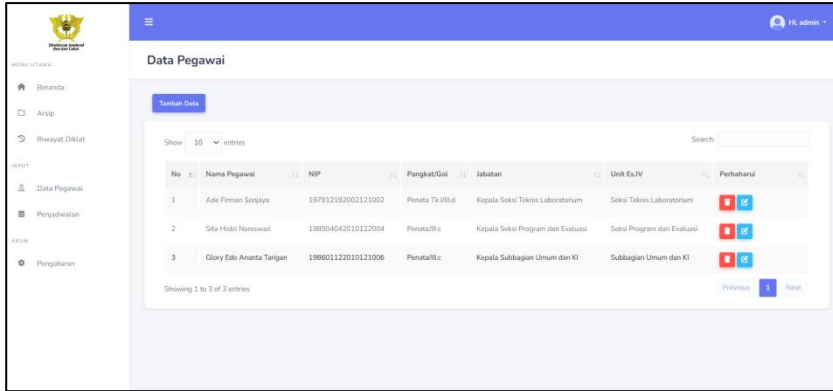 Direktorat Jenderal
Bea dan Cukai
Hi, admin
MENU UTAMA
Data Pegawai
Beranda
Arsip
Tambah Data
Riwayat Diklat
Show 10 entries
Search:
INPUT
No Nama Pegawai NIP Pangkat/Gol Jabatan Unit Es.IV Perbaharui
Data Pegawai
1 Ade Firman Sonjaya 197912192002121002 Penata Tk.I/III.d Kepala Seksi Teknis Laboratorium Seksi Teknis Laboratorium
Penjadwalan
2 Sita Histri Nareswari 198504042010122004 Penata/III.c Kepala Seksi Program dan Evaluasi Seksi Program dan Evaluasi
AKUN
Pengaturan
3 Glory Edo Ananta Tarigan 198601122010121006 Penata/III.c Kepala Subbagian Umum dan KI Subbagian Umum dan KI
Showing 1 to 3 of 3 entries
Previous 1 Next